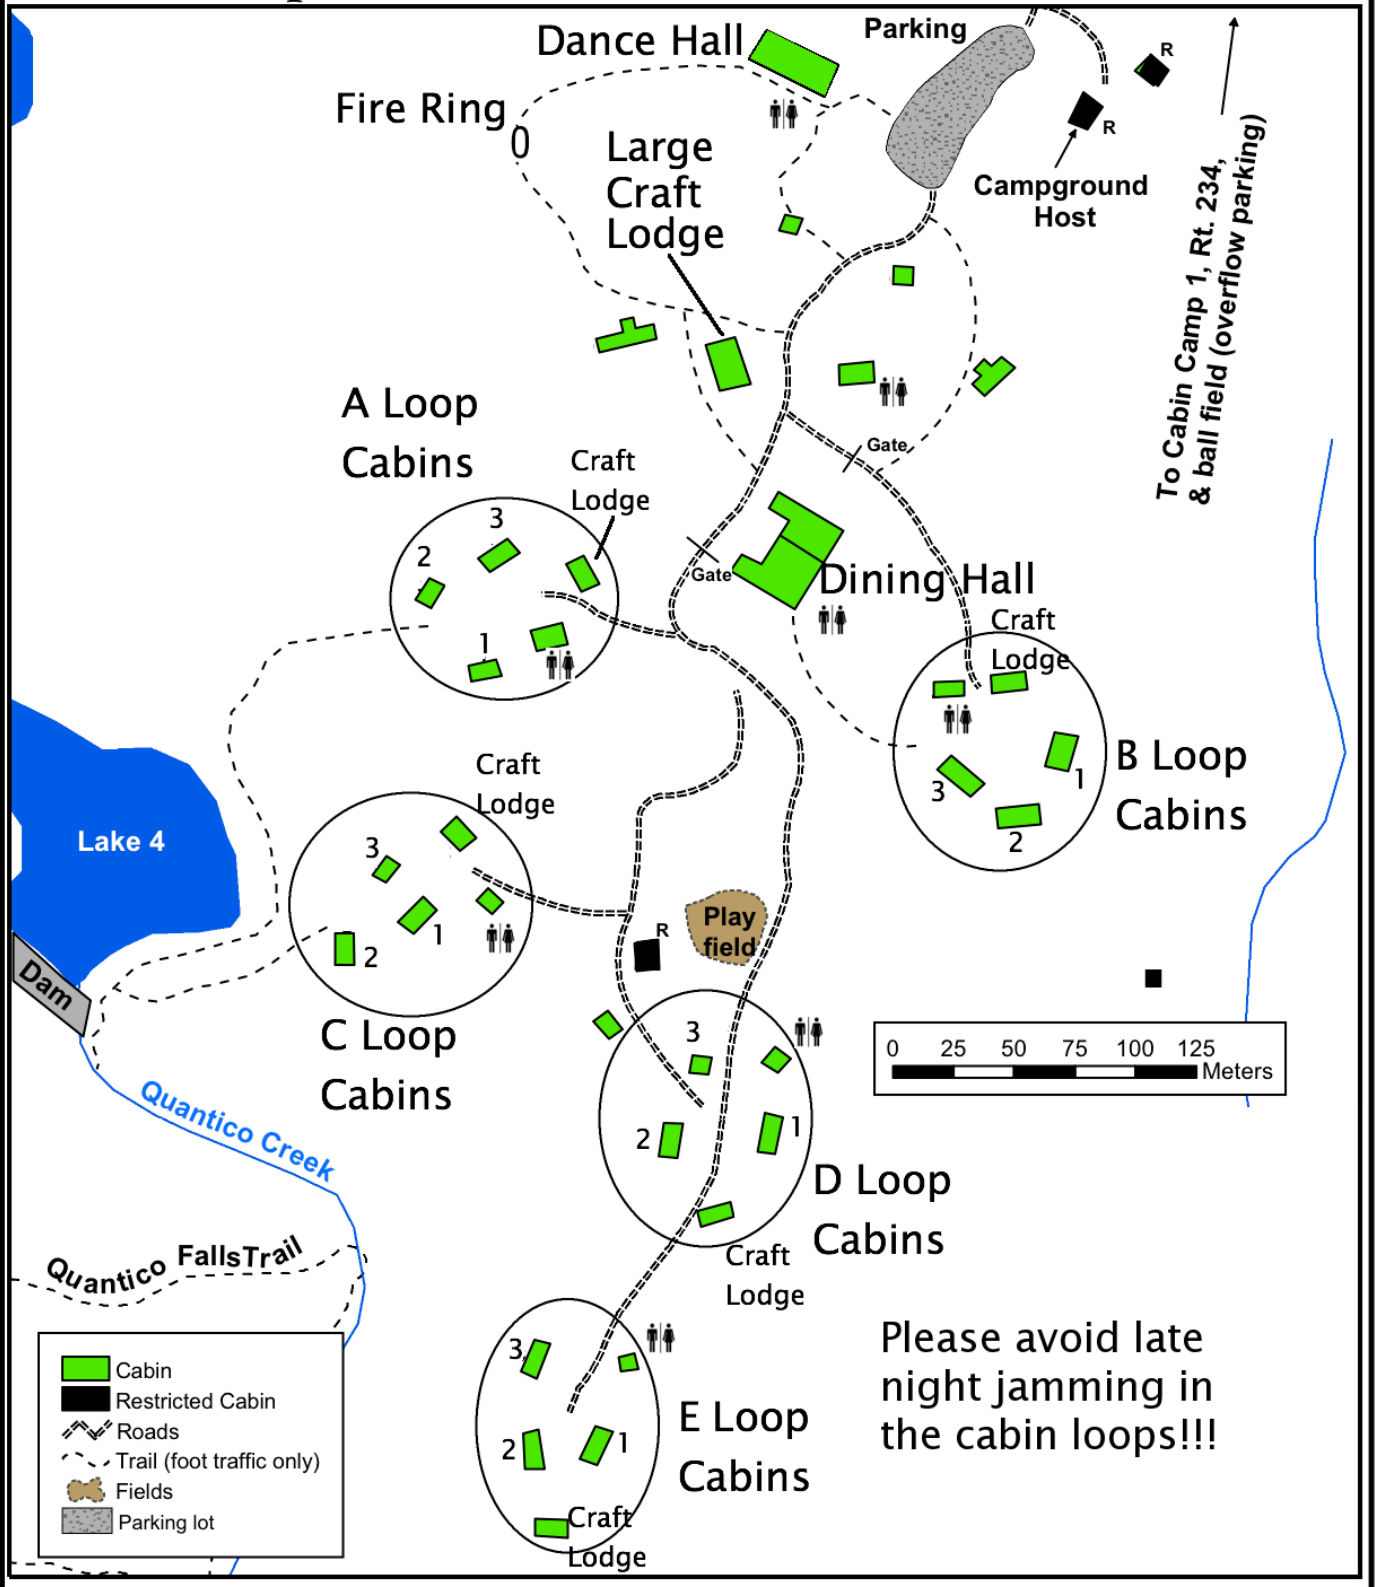 Dance Hall
Parking
R
Fire Ring
R
Large
Craft
Lodge
Campground
Host
To Cabin Camp 1, Rt. 234,
& ball field (overflow parking)
A Loop
Cabins
Gate
Craft
Lodge
3
2
1
Gate
Dining Hall
Craft
Lodge
B Loop
Cabins
1
3
2
Craft
Lodge
Lake 4
3
1
2
Play
field
R
Dam
C Loop
Cabins
3
0 25 50 75 100 125
Meters
2
1
Quantico Creek
D Loop
Cabins
Craft
Lodge
Quantico FallsTrail
Please avoid late
night jamming in
the cabin loops!!!
3
E Loop
Cabins
2
1
Craft
Lodge
Cabin
Restricted Cabin
Roads
Trail (foot traffic only)
Fields
Parking lot